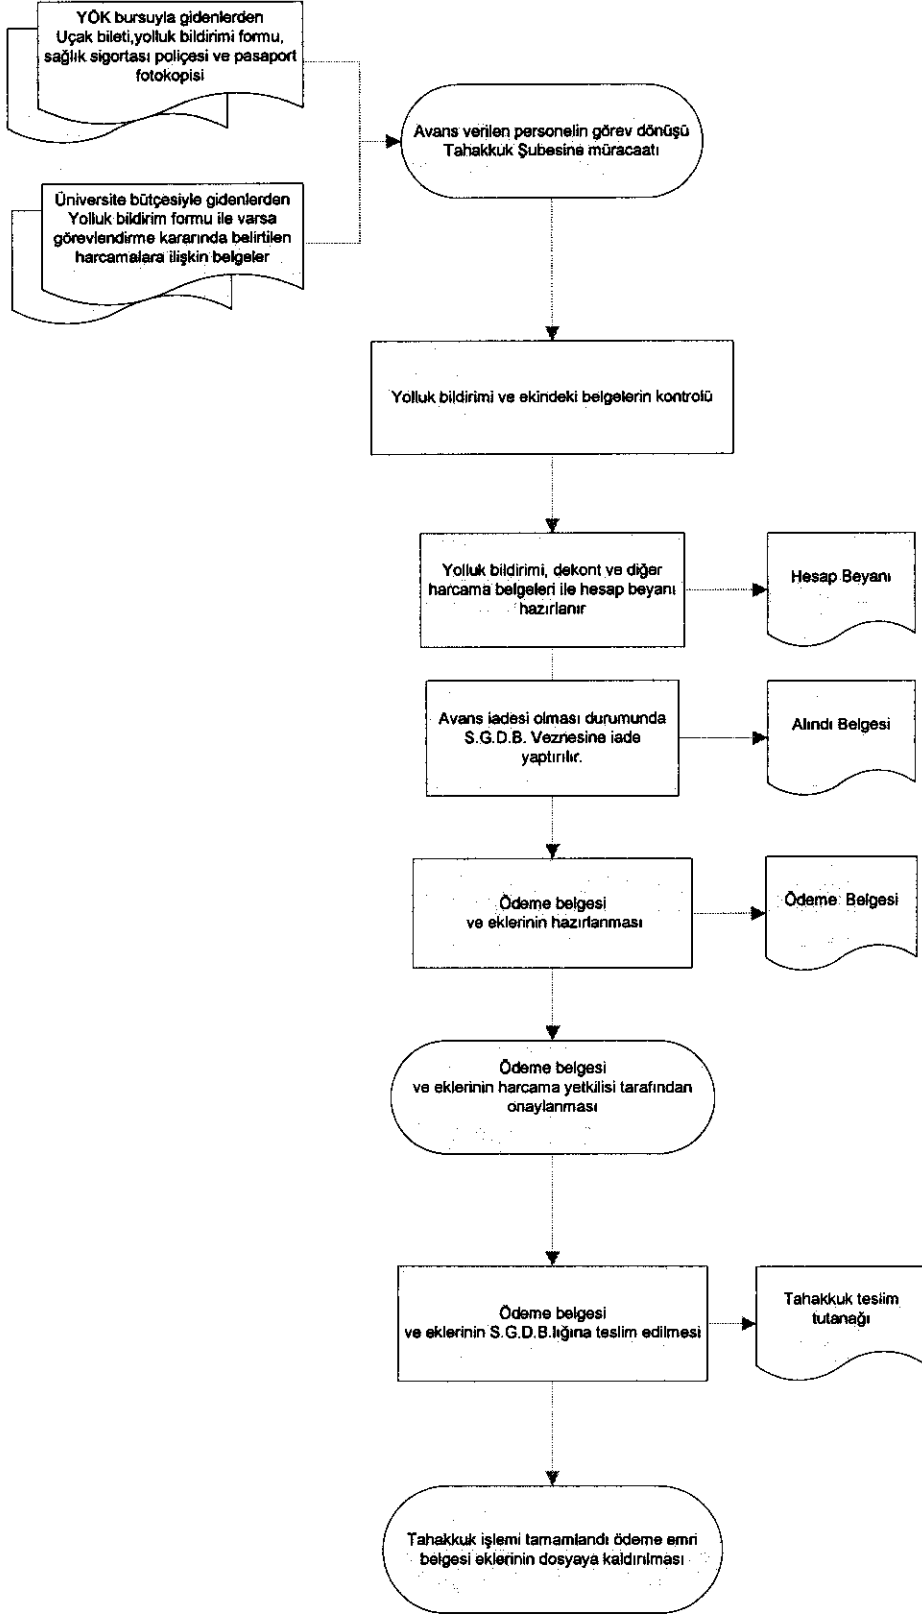 YÖK bursuyla gidenlerden
Uçak bileti,yolluk bildirimi formu,
sağlık sigortası poliçesi ve pasaport
fotokopisi
Avans verilen personelin görev dönüşü
Tahakkuk Şubesine müracaatı
Üniversite bütçesiyle gidenlerden
Yolluk bildirim formu ile varsa
görevlendirme kararında belirtilen
harcamalara ilişkin belgeler
Yolluk bildirimi ve ekindeki belgelerin kontrolü
Yolluk bildirimi, dekont ve diğer
harcama belgeleri ile hesap beyanı
hazırlanır
Hesap Beyanı
Avans iadesi olması durumunda
S.G.D.B. Veznesine iade
yaptırılır.
Alındı Belgesi
Ödeme belgesi
ve eklerinin hazırlanması
Ödeme Belgesi
Ödeme belgesi
ve eklerinin harcama yetkilisi tarafından
onaylanması
Ödeme belgesi
ve eklerinin S.G.D.B.lığına teslim edilmesi
Tahakkuk teslim
tutanağı
Tahakkuk işlemi tamamlandı ödeme emri
belgesi eklerinin dosyaya kaldırılması